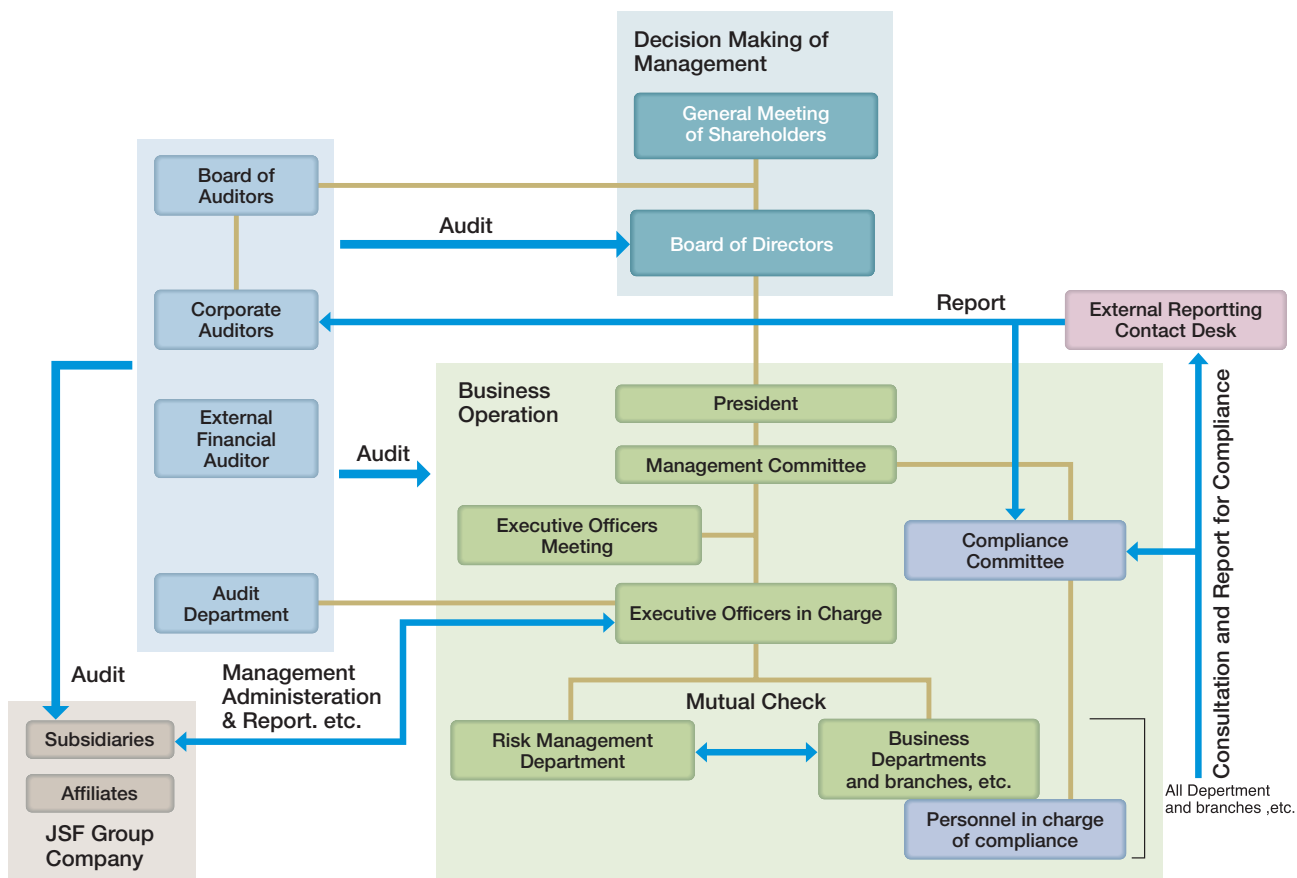 Decision Making of
Management
General Meeting
of Shareholders
Board of
Auditors
Audit
Board of Directors
Corporate
Auditors
Report
External Reportting
Contact Desk
Business
Operation
President
External
Financial
Auditor
Audit
Management Committee
Executive Officers
Meeting
Compliance
Committee
Consultation and Report for Compliance
Audit
Department
Executive Officers in Charge
Audit
Management
Administeration
& Report. etc.
Mutual Check
Subsidiaries
Risk Management
Department
Business
Departments
and branches, etc.
Affiliates
All Depertment
and branches ,etc.
Personnel in charge
of compliance
JSF Group
Company